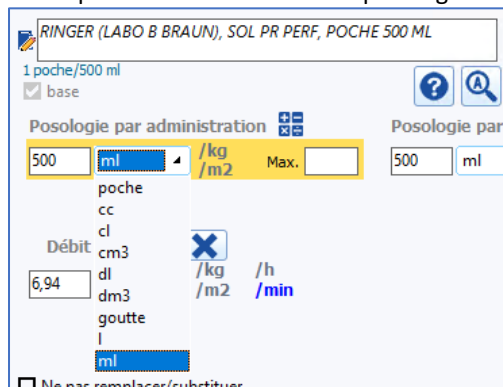 RINGER (LABO B BRAUN), SOL PR PERF, POCHE 500 ML
1 poche/500 ml
base
Posologie par administration
Posologie par
500 ml /kg /m2 Max.
500 ml
poche
cc
cl
cm3
dl
dm3
goutte
l
ml
Débit
6,94 /kg /m2 /h /min
Ne pas remplacer/substituer